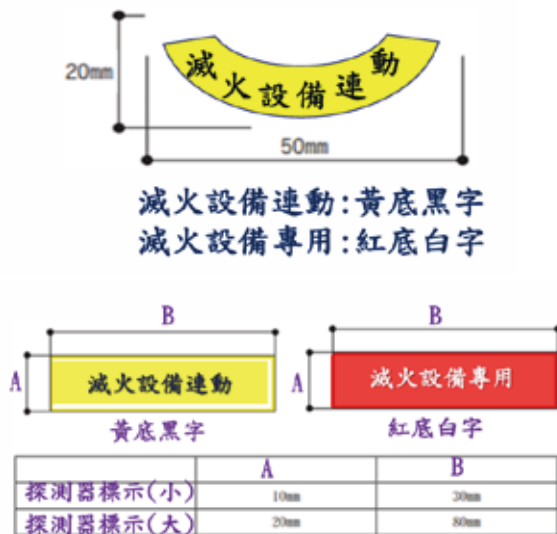 20mm
滅火設備連動
50mm
滅火設備連動:黃底黑字
滅火設備專用:紅底白字
B B
A 滅火設備連動 A 滅火設備專用
黃底黑字 紅底白字
A B
探測器標示(小) 10mm 30mm
探測器標示(大) 20mm 80mm